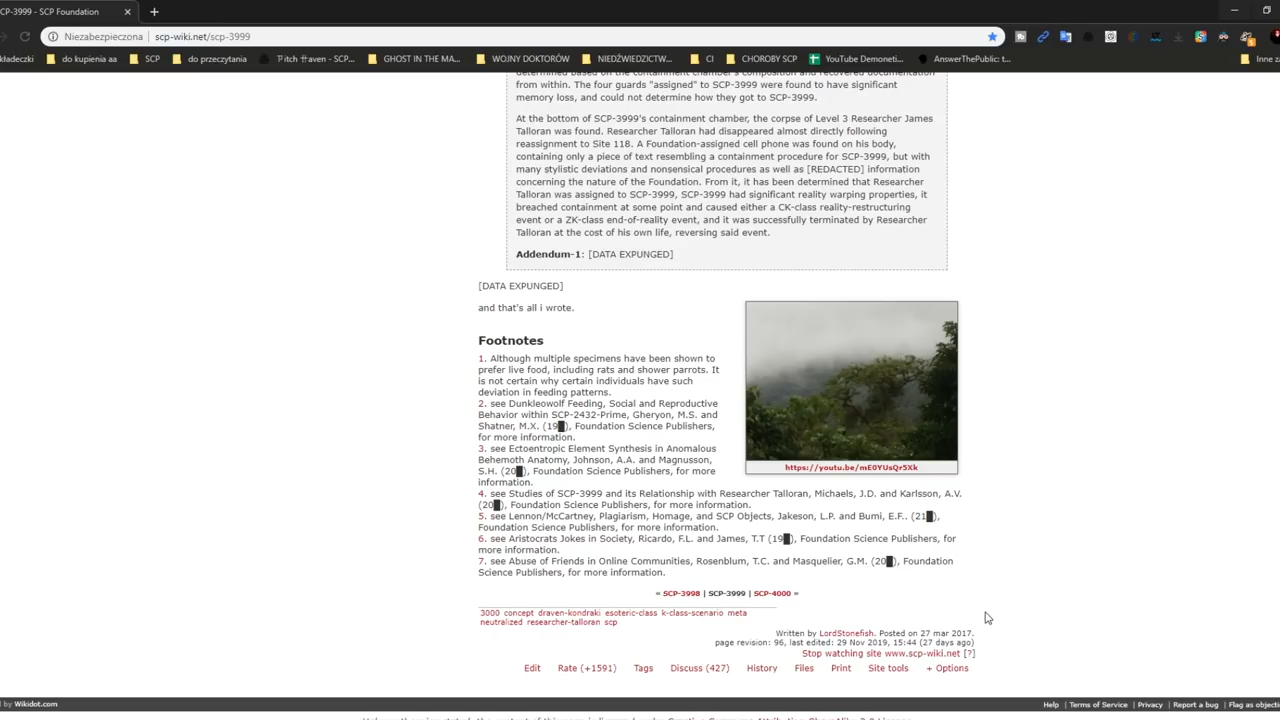 CP-3999 - SCP Foundation
Niezabezpieczona scp-wiki.net/scp-3999
kładeczki do kupienia aa SCP do przeczytania SCP... GHOST IN THE MA... WOJNY DOKTORÓW NIEDŹWIEDZICTW... CI CHOROBY SCP YouTube Demoneti... AnswerThePublic: t... Inne za
determined based on the containment chamber's composition and recovered documentation
from within. The four guards "assigned" to SCP-3999 were found to have significant
memory loss, and could not determine how they got to SCP-3999.
At the bottom of SCP-3999's containment chamber, the corpse of Level 3 Researcher James
Talloran was found. Researcher Talloran had disappeared almost directly following
reassignment to Site 118. A Foundation-assigned cell phone was found on his body,
containing only a piece of text resembling a containment procedure for SCP-3999, but with
many stylistic deviations and nonsensical procedures as well as [REDACTED] information
concerning the nature of the Foundation. From it, it has been determined that Researcher
Talloran was assigned to SCP-3999, SCP-3999 had significant reality warping properties, it
breached containment at some point and caused either a CK-class reality-restructuring
event or a ZK-class end-of-reality event, and it was successfully terminated by Researcher
Talloran at the cost of his own life, reversing said event.
Addendum-1: [DATA EXPUNGED]
[DATA EXPUNGED]
and that's all i wrote.
Footnotes
1. Although multiple specimens have been shown to
prefer live food, including rats and shower parrots. It
is not certain why certain individuals have such
deviation in feeding patterns.
2. see Dunkleowolf Feeding, Social and Reproductive
Behavior within SCP-2432-Prime, Gheryon, M.S. and
Shatner, M.X. (19█), Foundation Science Publishers,
for more information.
3. see Ectoentropic Element Synthesis in Anomalous
Behemoth Anatomy, Johnson, A.A. and Magnusson,
S.H. (20█), Foundation Science Publishers, for more
information.
https://youtu.be/mE0YUsQr5Xk
4. see Studies of SCP-3999 and its Relationship with Researcher Talloran, Michaels, J.D. and Karlsson, A.V.
(20█), Foundation Science Publishers, for more information.
5. see Lennon/McCartney, Plagiarism, Homage, and SCP Objects, Jakeson, L.P. and Bumi, E.F.. (21█),
Foundation Science Publishers, for more information.
6. see Aristocrats Jokes in Society, Ricardo, F.L. and James, T.T (19█), Foundation Science Publishers, for
more information.
7. see Abuse of Friends in Online Communities, Rosenblum, T.C. and Masquelier, G.M. (20█), Foundation
Science Publishers, for more information.
« SCP-3998 | SCP-3999 | SCP-4000 »
3000 concept draven-kondraki esoteric-class k-class-scenario meta
neutralized researcher-talloran scp
Written by LordStonefish. Posted on 27 mar 2017.
page revision: 96, last edited: 29 Nov 2019, 15:44 (27 days ago)
Stop watching site www.scp-wiki.net [?]
Edit Rate (+1591) Tags Discuss (427) History Files Print Site tools + Options
by Wikidot.com Help | Terms of Service | Privacy | Report a bug | Flag as objecti